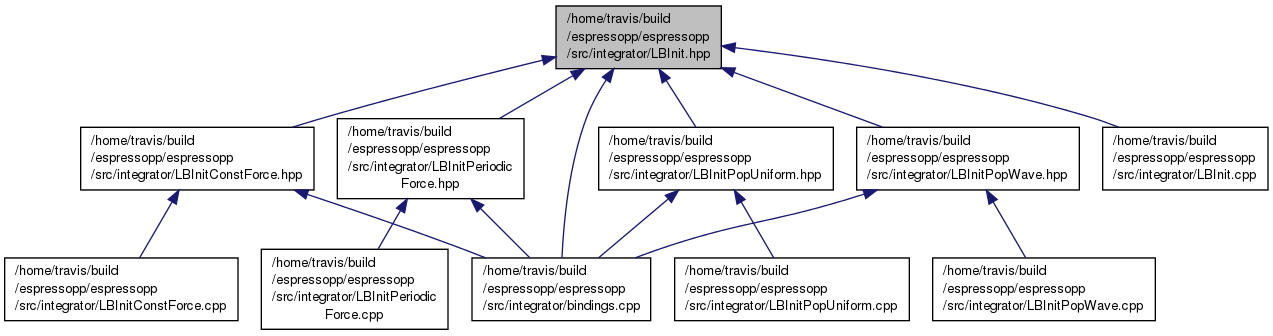 /home/travis/build
/espressopp/espressopp
/src/integrator/LBInit.hpp
/home/travis/build
/espressopp/espressopp
/src/integrator/LBInitConstForce.hpp
/home/travis/build
/espressopp/espressopp
/src/integrator/LBInitPeriodic
Force.hpp
/home/travis/build
/espressopp/espressopp
/src/integrator/LBInitPopUniform.hpp
/home/travis/build
/espressopp/espressopp
/src/integrator/LBInitPopWave.hpp
/home/travis/build
/espressopp/espressopp
/src/integrator/LBInit.cpp
/home/travis/build
/espressopp/espressopp
/src/integrator/LBInitConstForce.cpp
/home/travis/build
/espressopp/espressopp
/src/integrator/LBInitPeriodic
Force.cpp
/home/travis/build
/espressopp/espressopp
/src/integrator/bindings.cpp
/home/travis/build
/espressopp/espressopp
/src/integrator/LBInitPopUniform.cpp
/home/travis/build
/espressopp/espressopp
/src/integrator/LBInitPopWave.cpp